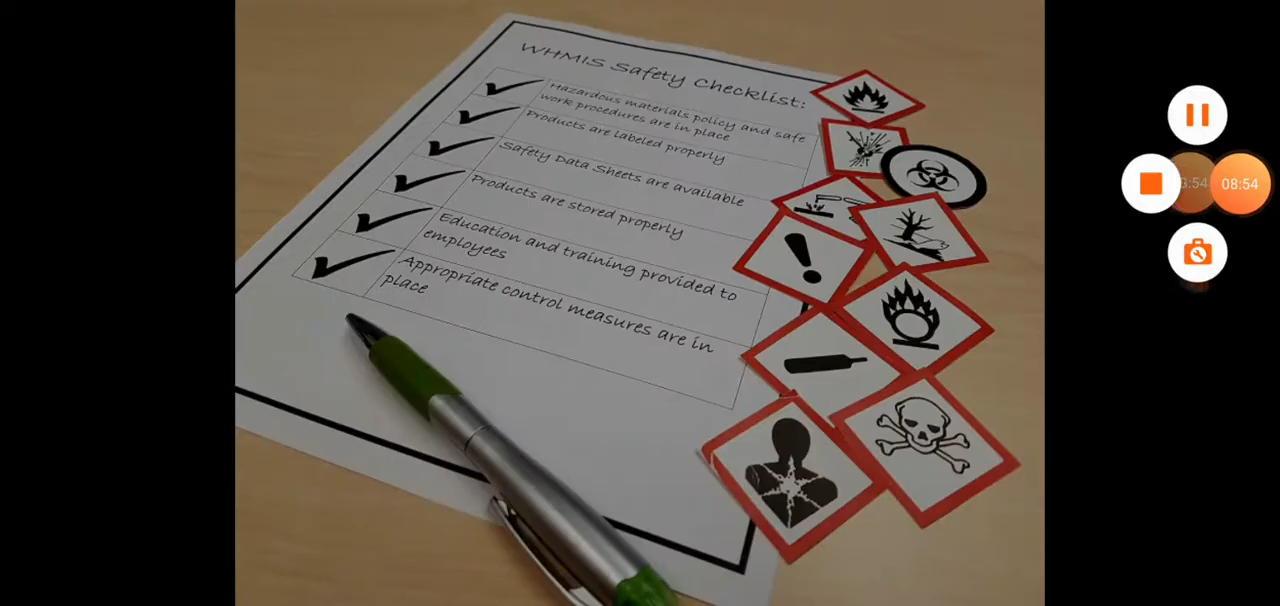 WHMIS Safety Checklist:
Hazardous materials policy and safe
work procedures are in place
Products are labeled properly
Safety Data Sheets are available
Products are stored properly
Education and training provided to
employees
Appropriate control measures are in
place
3:54
08:54